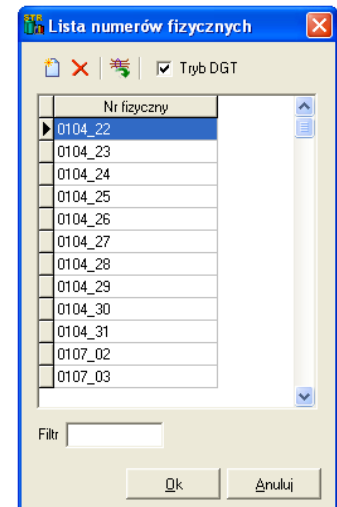 STR
Lista numerów fizycznych
Tryb DGT
Nr fizyczny
0104_22
0104_23
0104_24
0104_25
0104_26
0104_27
0104_28
0104_29
0104_30
0104_31
0107_02
0107_03
Filtr
Ok
Anuluj